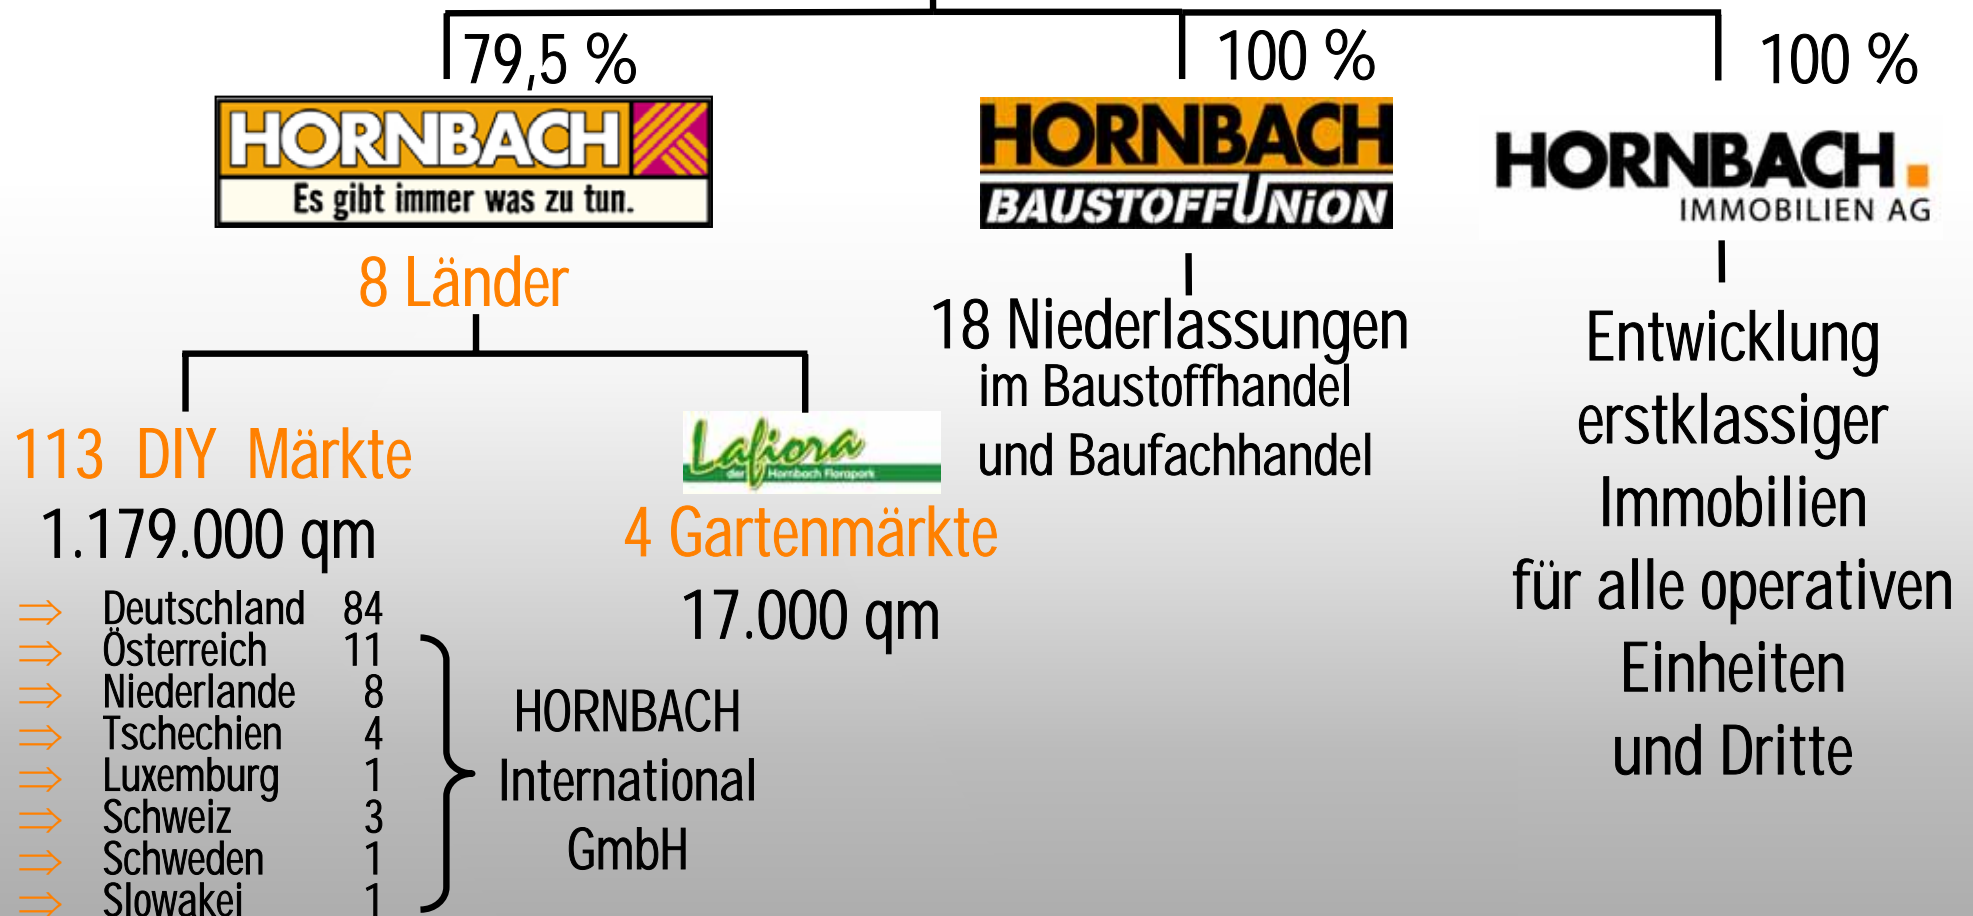 79,5 %
100 %
100 %
HORNBACH
Es gibt immer was zu tun.
HORNBACH
BAUSTOFFUNiON
HORNBACH
IMMOBILIEN AG
8 Länder
113 DIY Märkte
1.179.000 qm
⇒ Deutschland 84
⇒ Österreich 11
⇒ Niederlande 8
⇒ Tschechien 4
⇒ Luxemburg 1
⇒ Schweiz 3
⇒ Schweden 1
⇒ Slowakei 1
HORNBACH
International
GmbH
Lafiora
der Hornbach Florapark
4 Gartenmärkte
17.000 qm
18 Niederlassungen
im Baustoffhandel
und Baufachhandel
Entwicklung
erstklassiger
Immobilien
für alle operativen
Einheiten
und Dritte